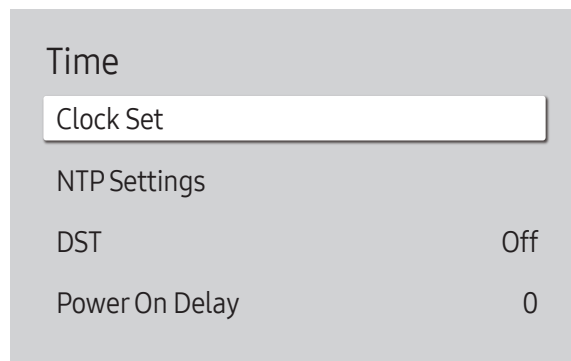 Time
Clock Set
NTP Settings
DST Off
Power On Delay 0